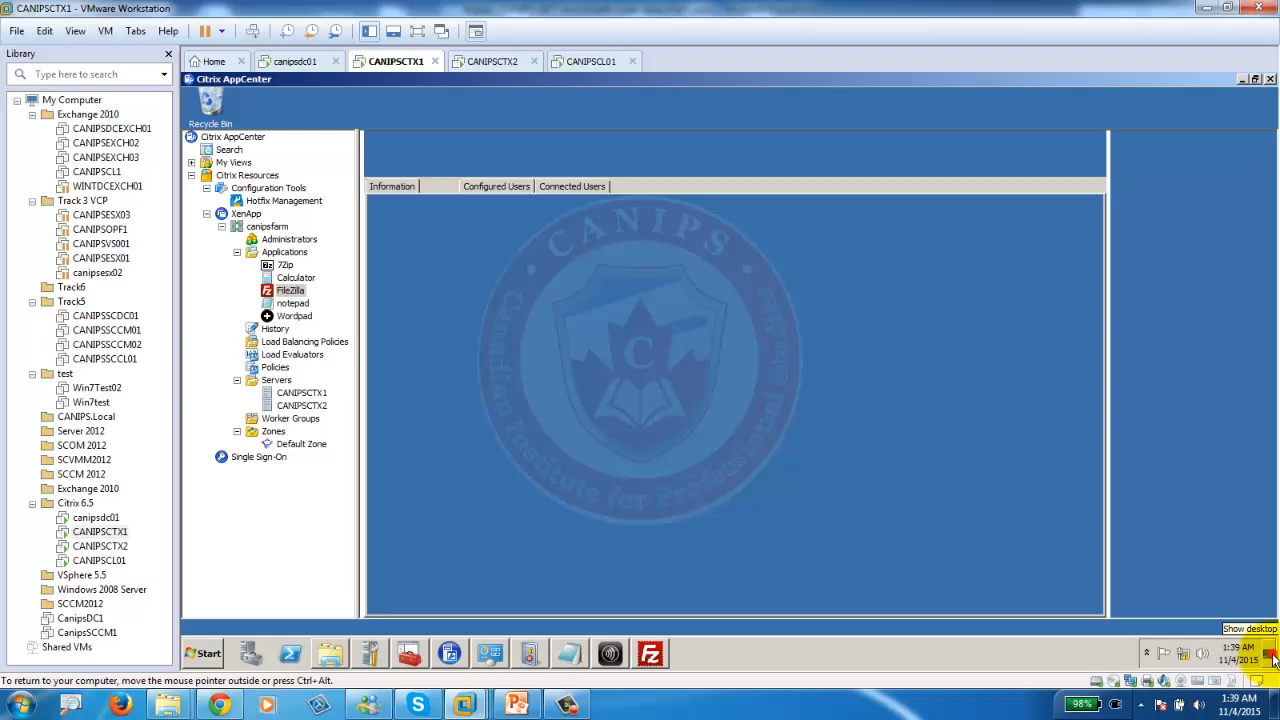 CANIPSCTX1 - VMware Workstation
File Edit View VM Tabs Help
Library
Type here to search
My Computer
Exchange 2010
CANIPSDCEXCH01
CANIPSEXCH02
CANIPSEXCH03
CANIPSCL1
WINTDCEXCH01
Track 3 VCP
CANIPSESX03
CANIPSOPF1
CANIPSVS001
CANIPSESX01
canipsesx02
Track6
Track5
CANIPSSCDC01
CANIPSSCCM01
CANIPSSCCM02
CANIPSSCCL01
test
Win7Test02
Win7test
CANIPS.Local
Server 2012
SCOM 2012
SCVMM2012
SCCM 2012
Exchange 2010
Citrix 6.5
canipsdc01
CANIPSCTX1
CANIPSCTX2
CANIPSCL01
VSphere 5.5
Windows 2008 Server
SCCM2012
CanipsDC1
CanipsSCCM1
Shared VMs
Home canipsdc01 CANIPSCTX1 CANIPSCTX2 CANIPSCL01
Citrix AppCenter
Recycle Bin
Citrix AppCenter
Search
My Views
Citrix Resources
Configuration Tools
Hotfix Management
XenApp
canipsfarm
Administrators
Applications
7Zip
Calculator
FileZilla
notepad
Wordpad
History
Load Balancing Policies
Load Evaluators
Policies
Servers
CANIPSCTX1
CANIPSCTX2
Worker Groups
Zones
Default Zone
Single Sign-On
Information Configured Users Connected Users
CANIPS
C
Show desktop
Start
1:39 AM
11/4/2015
To return to your computer, move the mouse pointer outside or press Ctrl+Alt.
98%
1:39 AM
11/4/2015